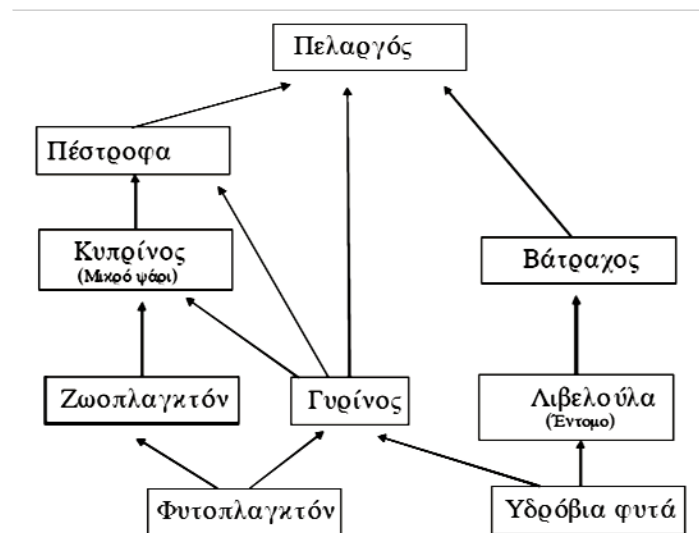 Πελαργός
Πέστροφα
Κυπρίνος
(Μικρό ψάρι)
Βάτραχος
Ζωοπλαγκτόν
Γυρίνος
Λιβελούλα
(Έντομο)
Φυτοπλαγκτόν
Υδρόβια φυτά